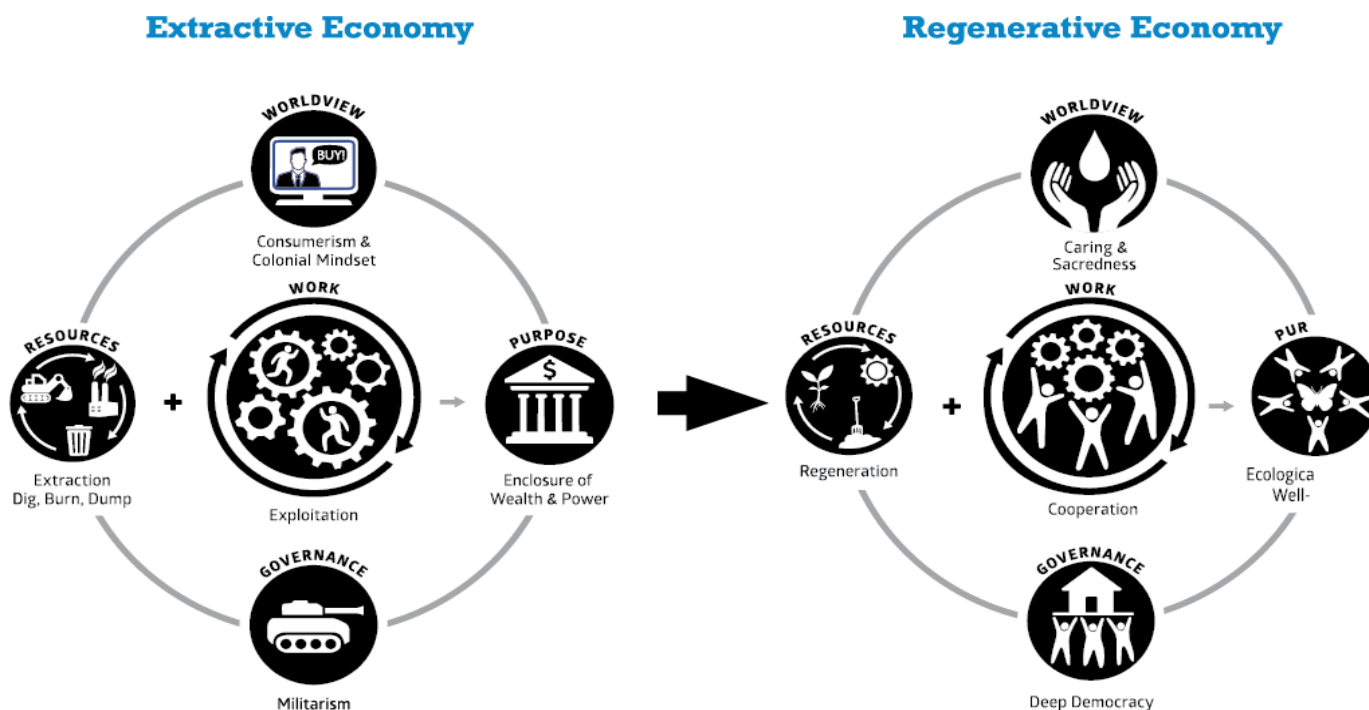 Extractive Economy
WORLDVIEW
BUY!
Consumerism &
Colonial Mindset
WORK
RESOURCES
+
PURPOSE
$
Extraction
Dig, Burn, Dump
Exploitation
Enclosure of
Wealth & Power
GOVERNANCE
Militarism
Regenerative Economy
WORLDVIEW
Caring &
Sacredness
WORK
RESOURCES
+
PUR
Regeneration
Cooperation
Ecologica
Well-
GOVERNANCE
Deep Democracy